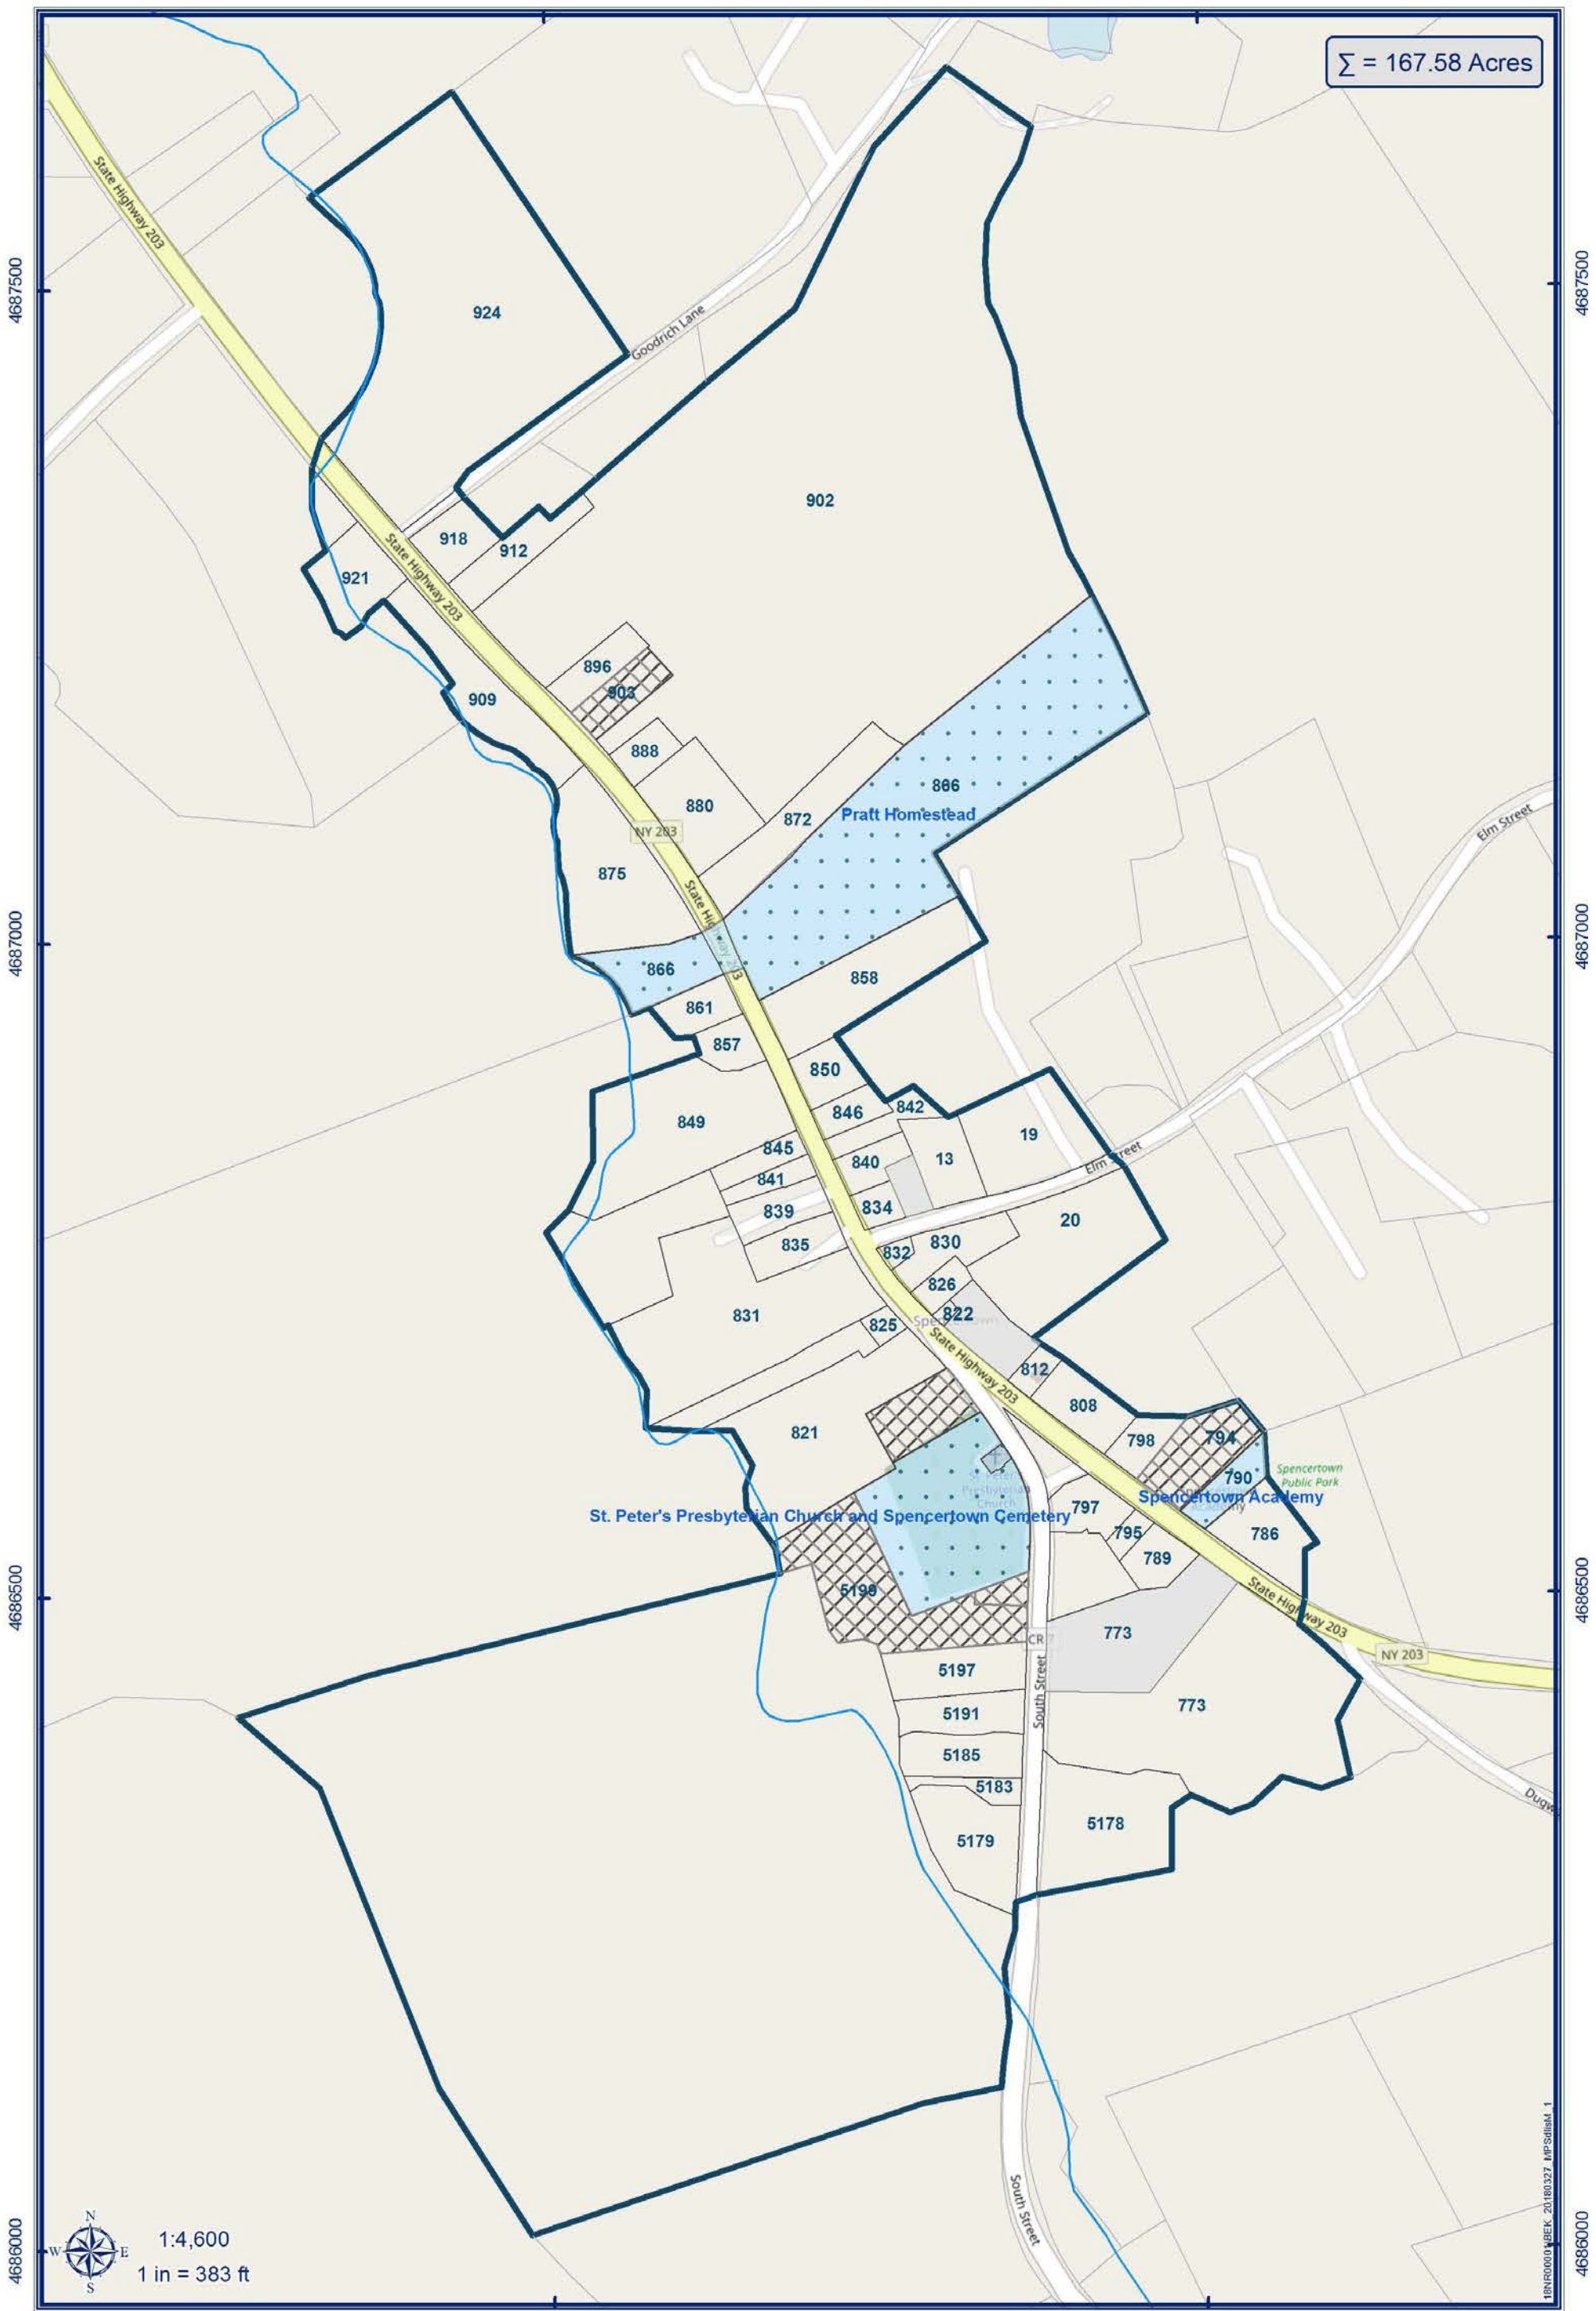 ∑ = 167.58 Acres
State Highway 203
4687500
4687500
924
Goodrich Lane
902
918
912
State Highway 203
921
896
903
909
888
866
880
Pratt Homestead
872
Elm Street
NY 203
875
State Highway 203
4687000
4687000
866
858
861
857
850
846
842
849
19
845
13
840
Elm Street
841
834
839
20
835
830
832
826
831
822
825
Spencertown
State Highway 203
812
808
821
798
794
Spencertown
Public Park
790
St. Peter's
Presbyterian
Church
Spencertown Academy
797
St. Peter's Presbyterian Church and Spencertown Cemetery
795
786
789
5199
4686500
4686500
State Highway 203
773
CR 7
NY 203
5197
South Street
773
5191
5185
5183
5178
5179
South Street
N
W
E
S
1:4,600
1 in = 383 ft
4686000
4686000